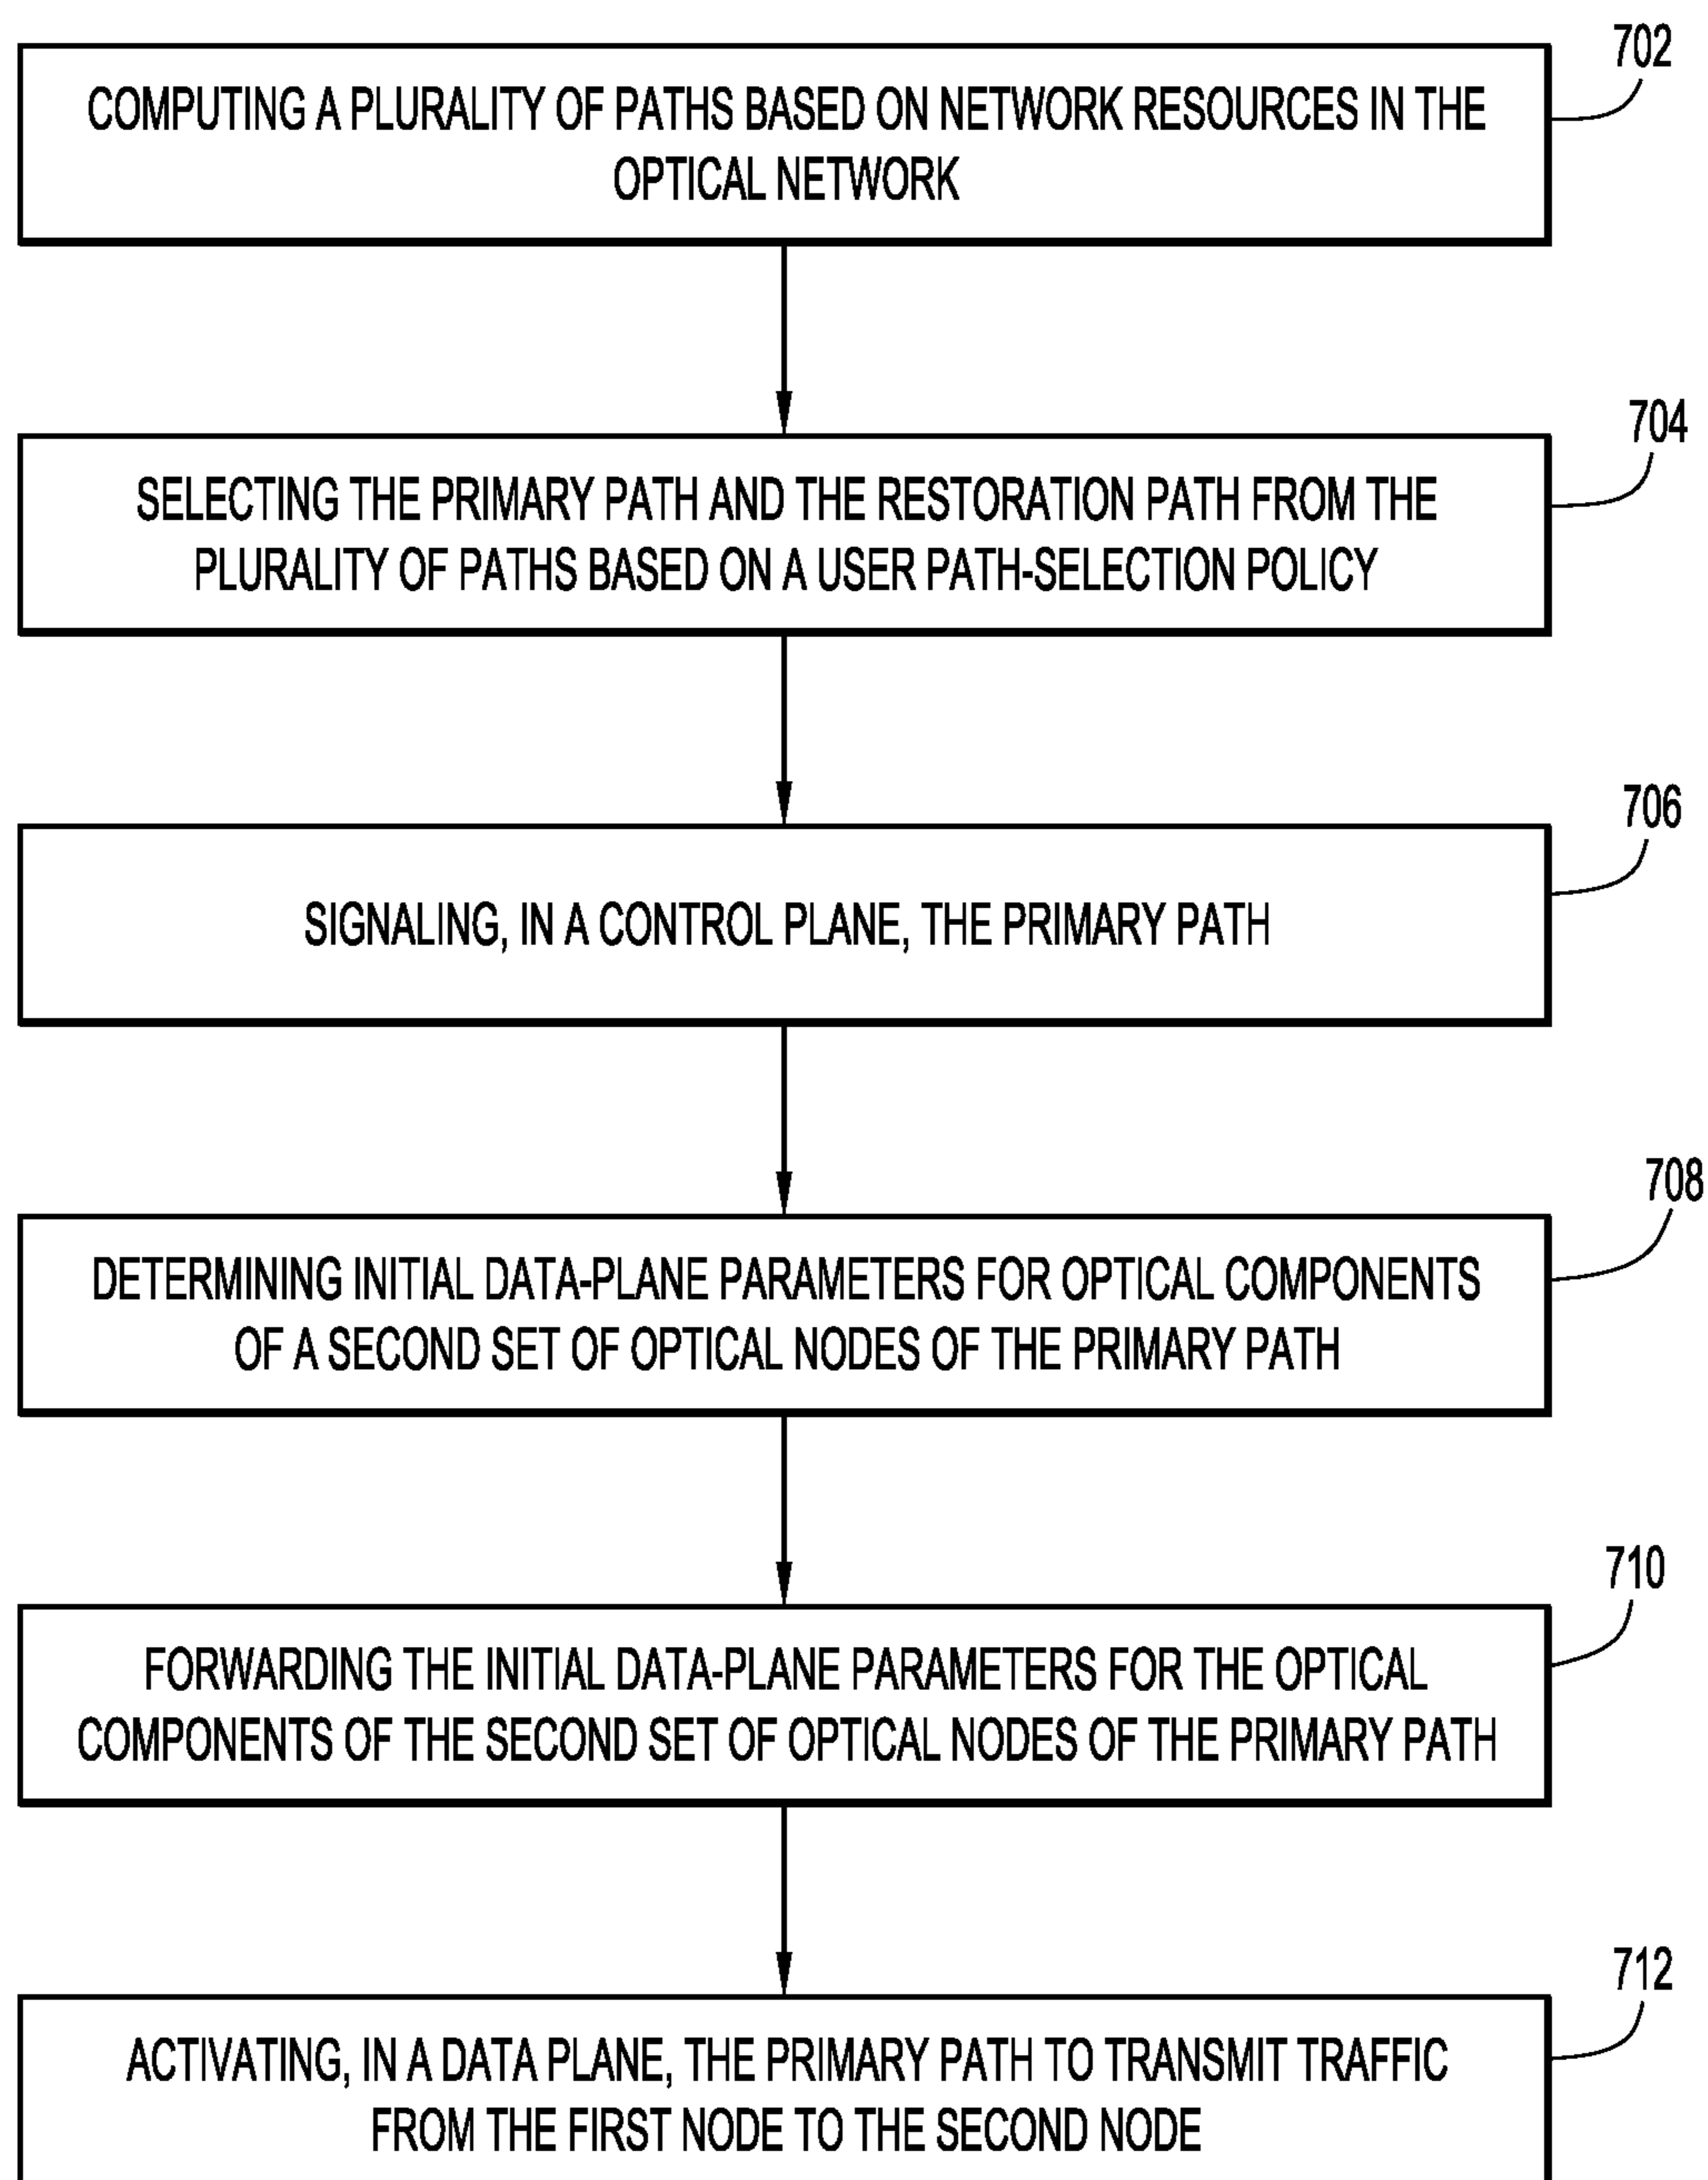 702
COMPUTING A PLURALITY OF PATHS BASED ON NETWORK RESOURCES IN THE
OPTICAL NETWORK
704
SELECTING THE PRIMARY PATH AND THE RESTORATION PATH FROM THE
PLURALITY OF PATHS BASED ON A USER PATH-SELECTION POLICY
706
SIGNALING, IN A CONTROL PLANE, THE PRIMARY PATH
708
DETERMINING INITIAL DATA-PLANE PARAMETERS FOR OPTICAL COMPONENTS
OF A SECOND SET OF OPTICAL NODES OF THE PRIMARY PATH
710
FORWARDING THE INITIAL DATA-PLANE PARAMETERS FOR THE OPTICAL
COMPONENTS OF THE SECOND SET OF OPTICAL NODES OF THE PRIMARY PATH
712
ACTIVATING, IN A DATA PLANE, THE PRIMARY PATH TO TRANSMIT TRAFFIC
FROM THE FIRST NODE TO THE SECOND NODE